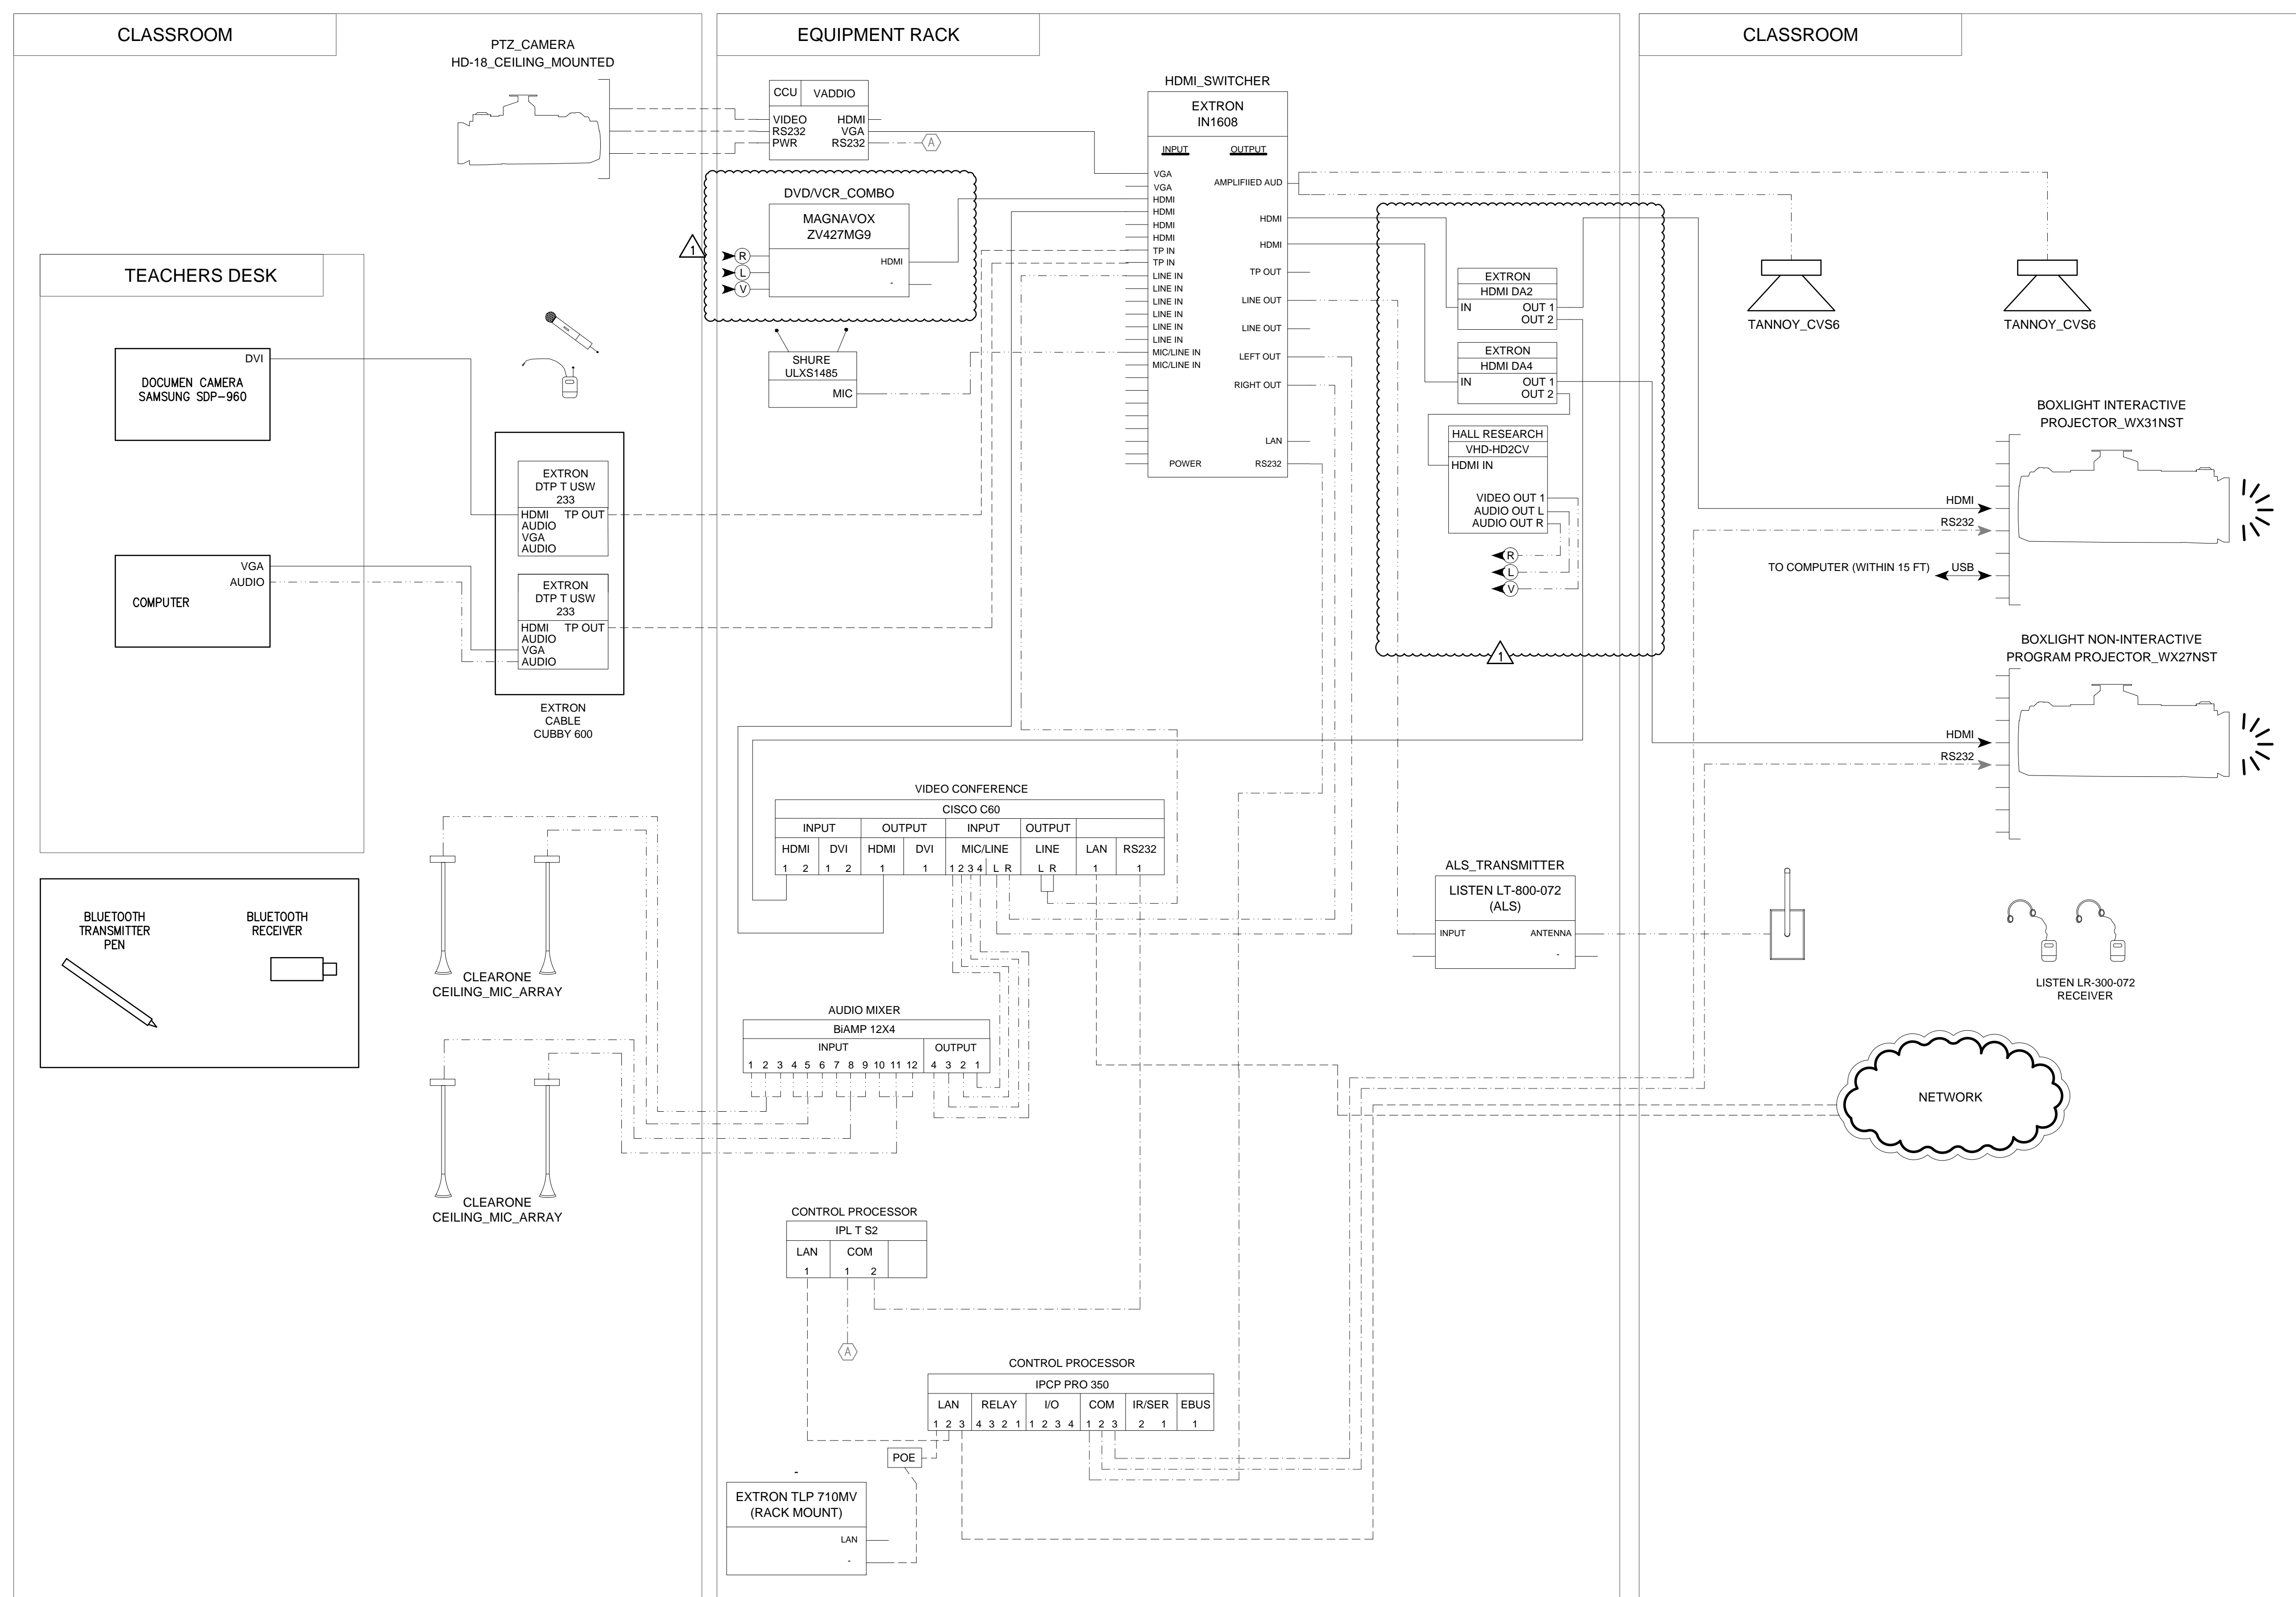 CLASSROOM
PTZ_CAMERA
HD-18_CEILING_MOUNTED
TEACHERS DESK
DVI
DOCUMEN CAMERA
SAMSUNG SDP-960
VGA
AUDIO
COMPUTER
EXTRON
DTP T USW
233
HDMI TP OUT
AUDIO
VGA
AUDIO
EXTRON
DTP T USW
233
HDMI TP OUT
AUDIO
VGA
AUDIO
EXTRON
CABLE
CUBBY 600
BLUETOOTH
TRANSMITTER
PEN
BLUETOOTH
RECEIVER
CLEARONE
CEILING_MIC_ARRAY
CLEARONE
CEILING_MIC_ARRAY
EQUIPMENT RACK
CCU VADDIO
VIDEO HDMI
RS232 VGA
PWR RS232
A
DVD/VCR_COMBO
MAGNAVOX
ZV427MG9
HDMI
-
R
L
V
1
SHURE
ULXS1485
MIC
HDMI_SWITCHER
EXTRON
IN1608
INPUT OUTPUT
VGA
VGA
HDMI
HDMI
HDMI
HDMI
TP IN
TP IN
LINE IN
LINE IN
LINE IN
LINE IN
LINE IN
LINE IN
MIC/LINE IN
MIC/LINE IN
POWER
AMPLIFIIED AUD
HDMI
HDMI
TP OUT
LINE OUT
LINE OUT
LEFT OUT
RIGHT OUT
LAN
RS232
EXTRON
HDMI DA2
IN OUT 1
OUT 2
EXTRON
HDMI DA4
IN OUT 1
OUT 2
HALL RESEARCH
VHD-HD2CV
HDMI IN
VIDEO OUT 1
AUDIO OUT L
AUDIO OUT R
R
L
V
1
VIDEO CONFERENCE
CISCO C60
INPUT OUTPUT INPUT OUTPUT
HDMI DVI HDMI DVI MIC/LINE LINE LAN RS232
1 2 1 2 1 1 1 2 3 4 L R L R 1 1
ALS_TRANSMITTER
LISTEN LT-800-072
(ALS)
INPUT ANTENNA
-
AUDIO MIXER
BiAMP 12X4
INPUT OUTPUT
1 2 3 4 5 6 7 8 9 10 11 12 4 3 2 1
CONTROL PROCESSOR
IPL T S2
LAN COM
1 1 2
A
CONTROL PROCESSOR
IPCP PRO 350
LAN RELAY I/O COM IR/SER EBUS
1 2 3 4 3 2 1 1 2 3 4 1 2 3 2 1 1
POE
-
EXTRON TLP 710MV
(RACK MOUNT)
LAN
-
CLASSROOM
TANNOY_CVS6
TANNOY_CVS6
BOXLIGHT INTERACTIVE
PROJECTOR_WX31NST
HDMI
RS232
TO COMPUTER (WITHIN 15 FT) USB
BOXLIGHT NON-INTERACTIVE
PROGRAM PROJECTOR_WX27NST
HDMI
RS232
LISTEN LR-300-072
RECEIVER
NETWORK